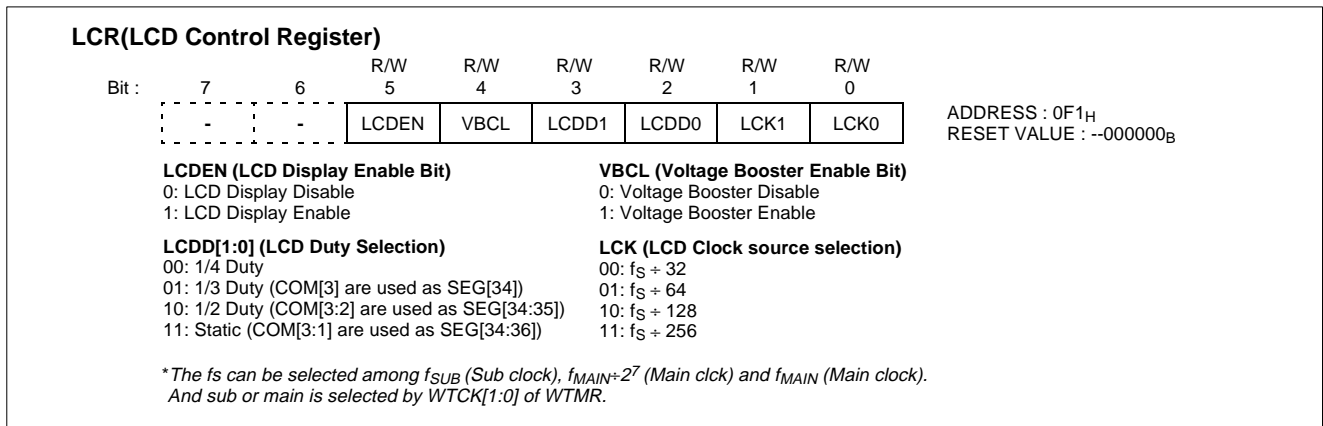 LCR(LCD Control Register)
R/W R/W R/W R/W R/W R/W
Bit : 7 6 5 4 3 2 1 0
- - LCDEN VBCL LCDD1 LCDD0 LCK1 LCK0
ADDRESS : 0F1H
RESET VALUE : --000000B
LCDEN (LCD Display Enable Bit)
0: LCD Display Disable
1: LCD Display Enable
VBCL (Voltage Booster Enable Bit)
0: Voltage Booster Disable
1: Voltage Booster Enable
LCDD[1:0] (LCD Duty Selection)
00: 1/4 Duty
01: 1/3 Duty (COM[3] are used as SEG[34])
10: 1/2 Duty (COM[3:2] are used as SEG[34:35])
11: Static (COM[3:1] are used as SEG[34:36])
LCK (LCD Clock source selection)
00: fS ÷ 32
01: fS ÷ 64
10: fS ÷ 128
11: fS ÷ 256
*The fs can be selected among fSUB (Sub clock), fMAIN÷2⁷ (Main clck) and fMAIN (Main clock).
And sub or main is selected by WTCK[1:0] of WTMR.